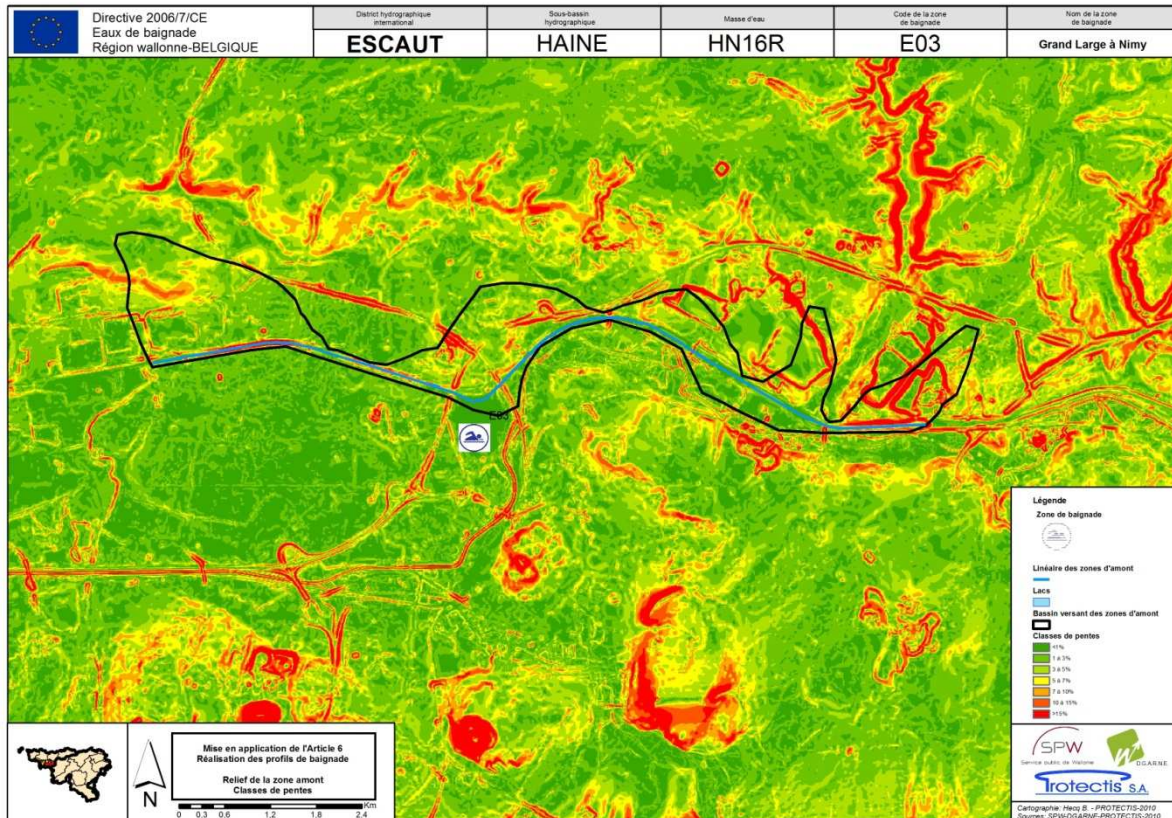 Directive 2006/7/CE
Eaux de baignade
Région wallonne-BELGIQUE
District hydrographique
international
ESCAUT
Sous-bassin
hydrographique
HAINE
Masse d'eau
HN16R
Code de la zone
de baignade
E03
Nom de la zone
de baignade
Grand Large à Nimy
E03
Légende
Zone de baignade
Linéaire des zones d'amont
Lacs
Bassin versant des zones d'amont
Classes de pentes
<1%
1 à 3%
3 à 5%
5 à 7%
7 à 10%
10 à 15%
>15%
SPW
Service public de Wallonie
DGARNE
Protectis S.A.
Cartographie: Hecq B. - PROTECTIS-2010
Sources: SPW-DGARNE-PROTECTIS-2010
N
Mise en application de l'Article 6
Réalisation des profils de baignade
Relief de la zone amont
Classes de pentes
Km
0 0.3 0.6 1.2 1.8 2.4